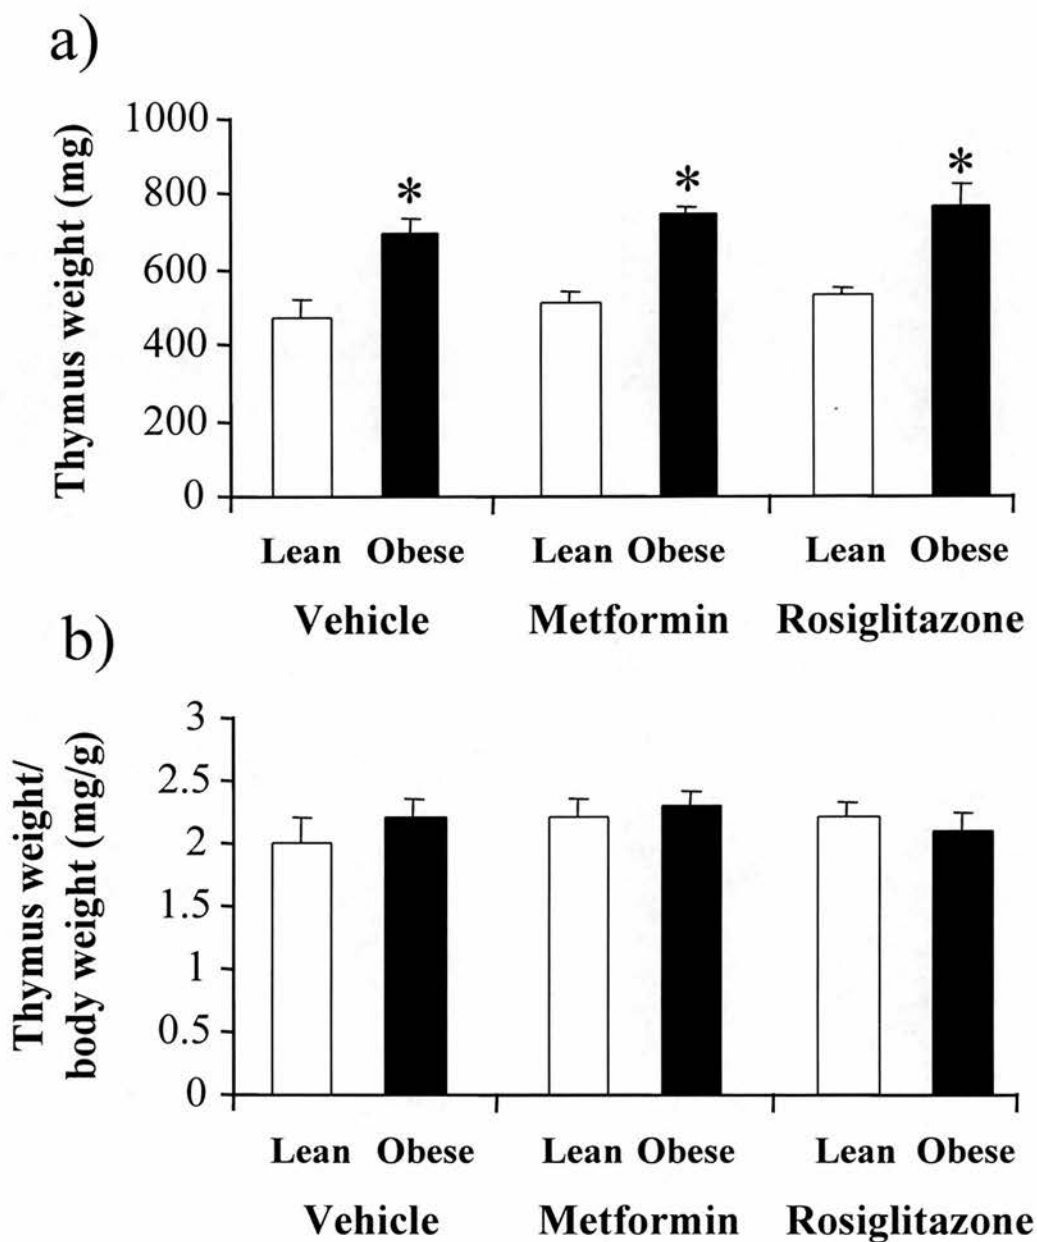 a)
Thymus weight (mg)
1000
800
600
400
200
0
*
*
*
Lean Obese Lean Obese Lean Obese
Vehicle Metformin Rosiglitazone
b)
Thymus weight/
body weight (mg/g)
3
2.5
2
1.5
1
0.5
0
Lean Obese Lean Obese Lean Obese
Vehicle Metformin Rosiglitazone